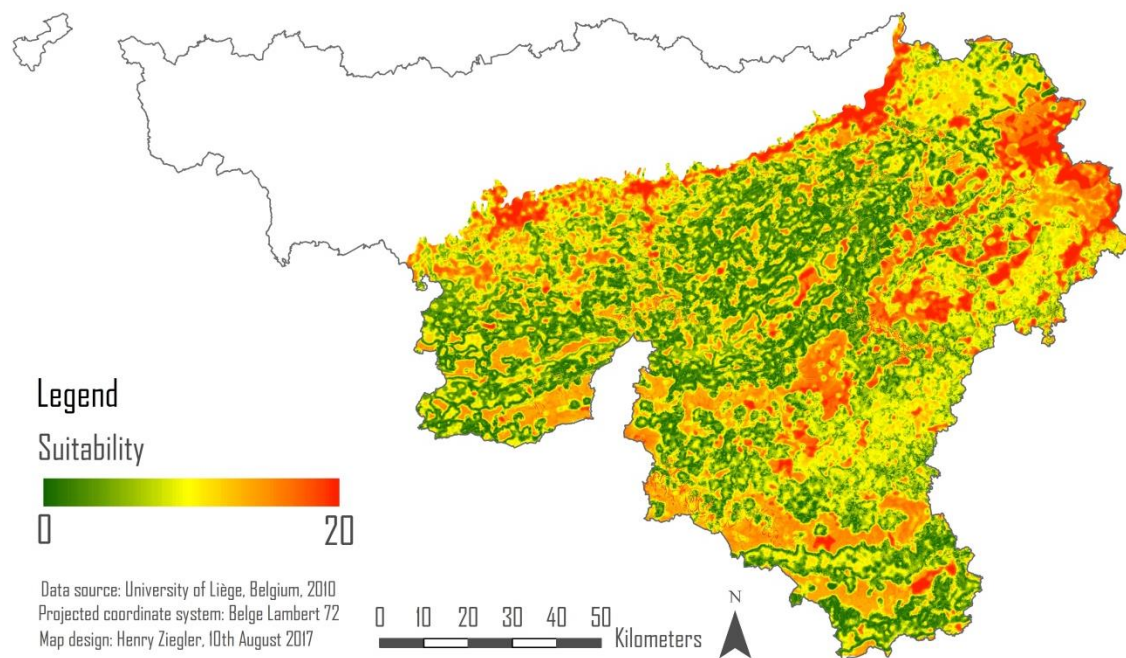 Legend
Suitability
0 20
Data source: University of Liège, Belgium, 2010
Projected coordinate system: Belge Lambert 72
Map design: Henry Ziegler, 10th August 2017
0 10 20 30 40 50
Kilometers
N